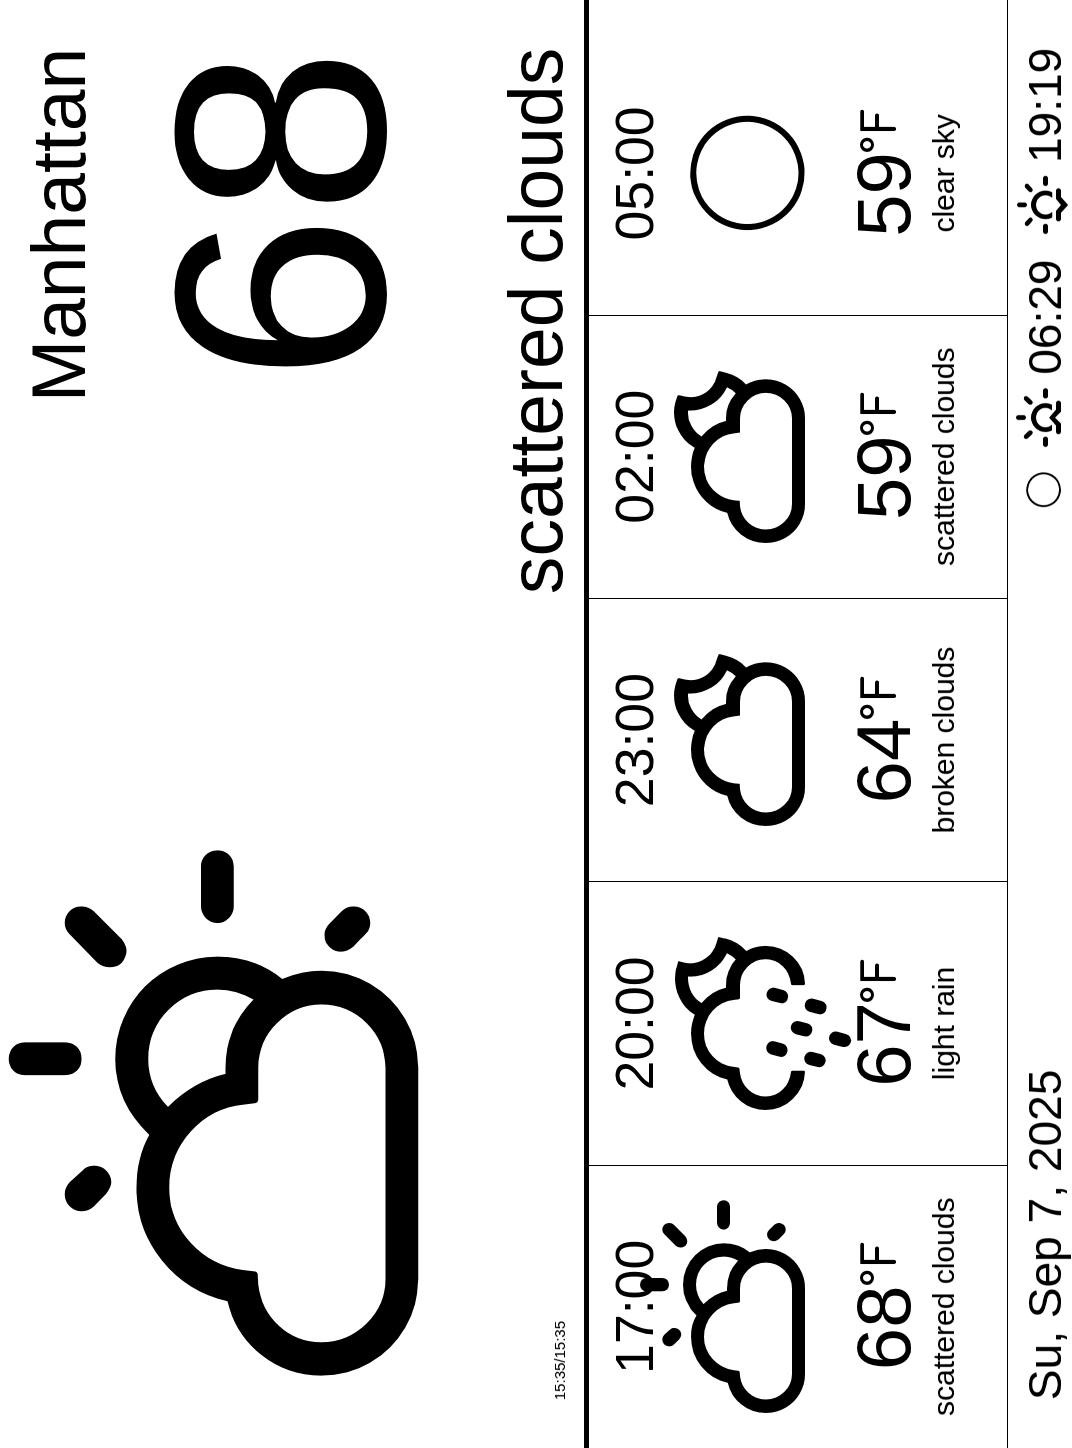 Manhattan
68
scattered clouds
15:35/15:35
17:00
68°F
scattered clouds
20:00
67°F
light rain
23:00
64°F
broken clouds
02:00
59°F
scattered clouds
05:00
59°F
clear sky
Su, Sep 7, 2025
06:29
19:19